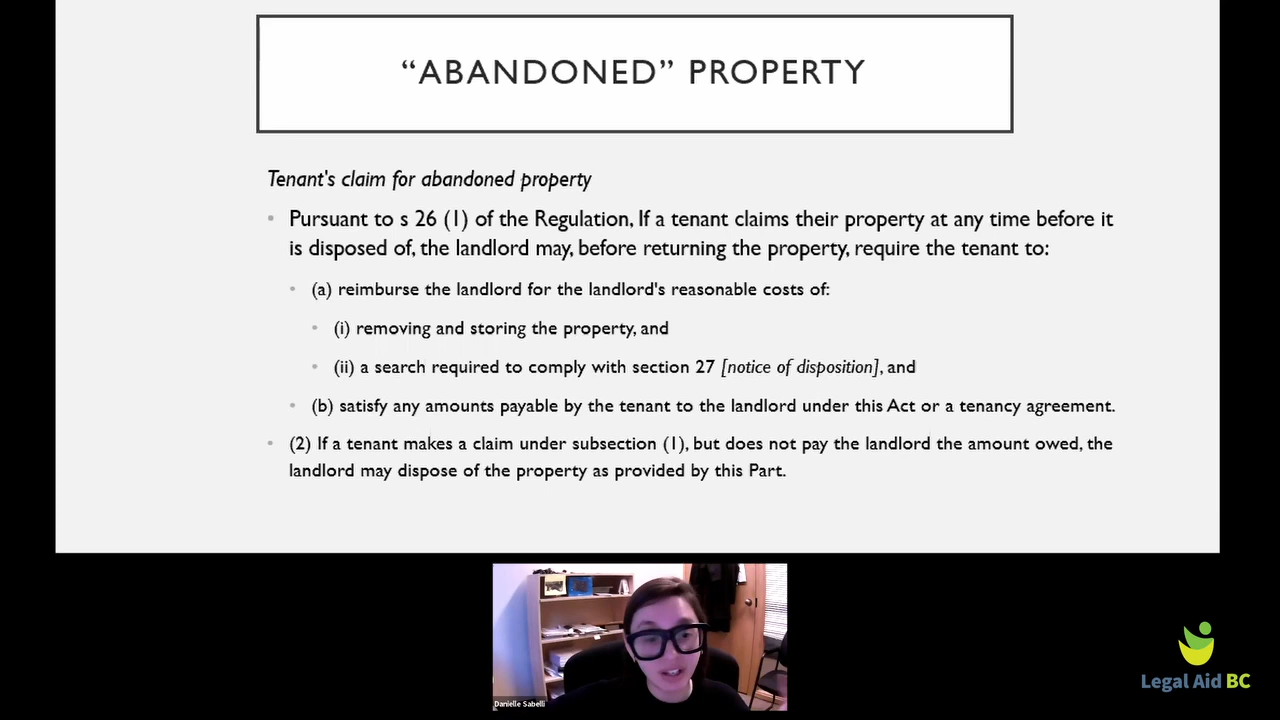 “ABANDONED” PROPERTY
Tenant's claim for abandoned property
• Pursuant to s 26 (1) of the Regulation, If a tenant claims their property at any time before it
is disposed of, the landlord may, before returning the property, require the tenant to:
• (a) reimburse the landlord for the landlord's reasonable costs of:
• (i) removing and storing the property, and
• (ii) a search required to comply with section 27 [notice of disposition], and
• (b) satisfy any amounts payable by the tenant to the landlord under this Act or a tenancy agreement.
• (2) If a tenant makes a claim under subsection (1), but does not pay the landlord the amount owed, the
landlord may dispose of the property as provided by this Part.
Danielle Sabelli
Legal Aid BC